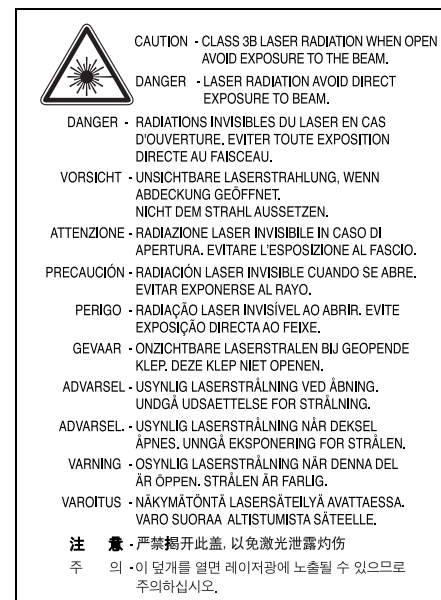 CAUTION - CLASS 3B LASER RADIATION WHEN OPEN
AVOID EXPOSURE TO THE BEAM.
DANGER - LASER RADIATION AVOID DIRECT
EXPOSURE TO BEAM.
DANGER - RADIATIONS INVISIBLES DU LASER EN CAS
D'OUVERTURE. EVITER TOUTE EXPOSITION
DIRECTE AU FAISCEAU.
VORSICHT - UNSICHTBARE LASERSTRAHLUNG, WENN
ABDECKUNG GEÖFFNET.
NICHT DEM STRAHL AUSSETZEN.
ATTENZIONE - RADIAZIONE LASER INVISIBILE IN CASO DI
APERTURA. EVITARE L'ESPOSIZIONE AL FASCIO.
PRECAUCIÓN - RADIACIÓN LASER INVISIBLE CUANDO SE ABRE.
EVITAR EXPONERSE AL RAYO.
PERIGO - RADIAÇÃO LASER INVISÍVEL AO ABRIR. EVITE
EXPOSIÇÃO DIRECTA AO FEIXE.
GEVAAR - ONZICHTBARE LASERSTRALEN BIJ GEOPENDE
KLEP. DEZE KLEP NIET OPENEN.
ADVARSEL - USYNLIG LASERSTRÅLNING VED ÅBNING.
UNDGÅ UDSAETTELSE FOR STRÅLNING.
ADVARSEL. - USYNLIG LASERSTRÅLNING NÅR DEKSEL
ÅPNES. UNNGÅ EKSPONERING FOR STRÅLEN.
VARNING - OSYNLIG LASERSTRÅLNING NÄR DENNA DEL
ÄR ÖPPEN. STRÅLEN ÄR FARLIG.
VAROITUS - NÄKYMÄTÖNTÄ LASERSÄTEILYÄ AVATTAESSA.
VARO SUORAA ALTISTUMISTA SÄTEELLE.
注 意 - 严禁揭开此盖, 以免激光泄露灼伤
주 의 - 이 덮개를 열면 레이저광에 노출될 수 있으므로
주의하십시오.